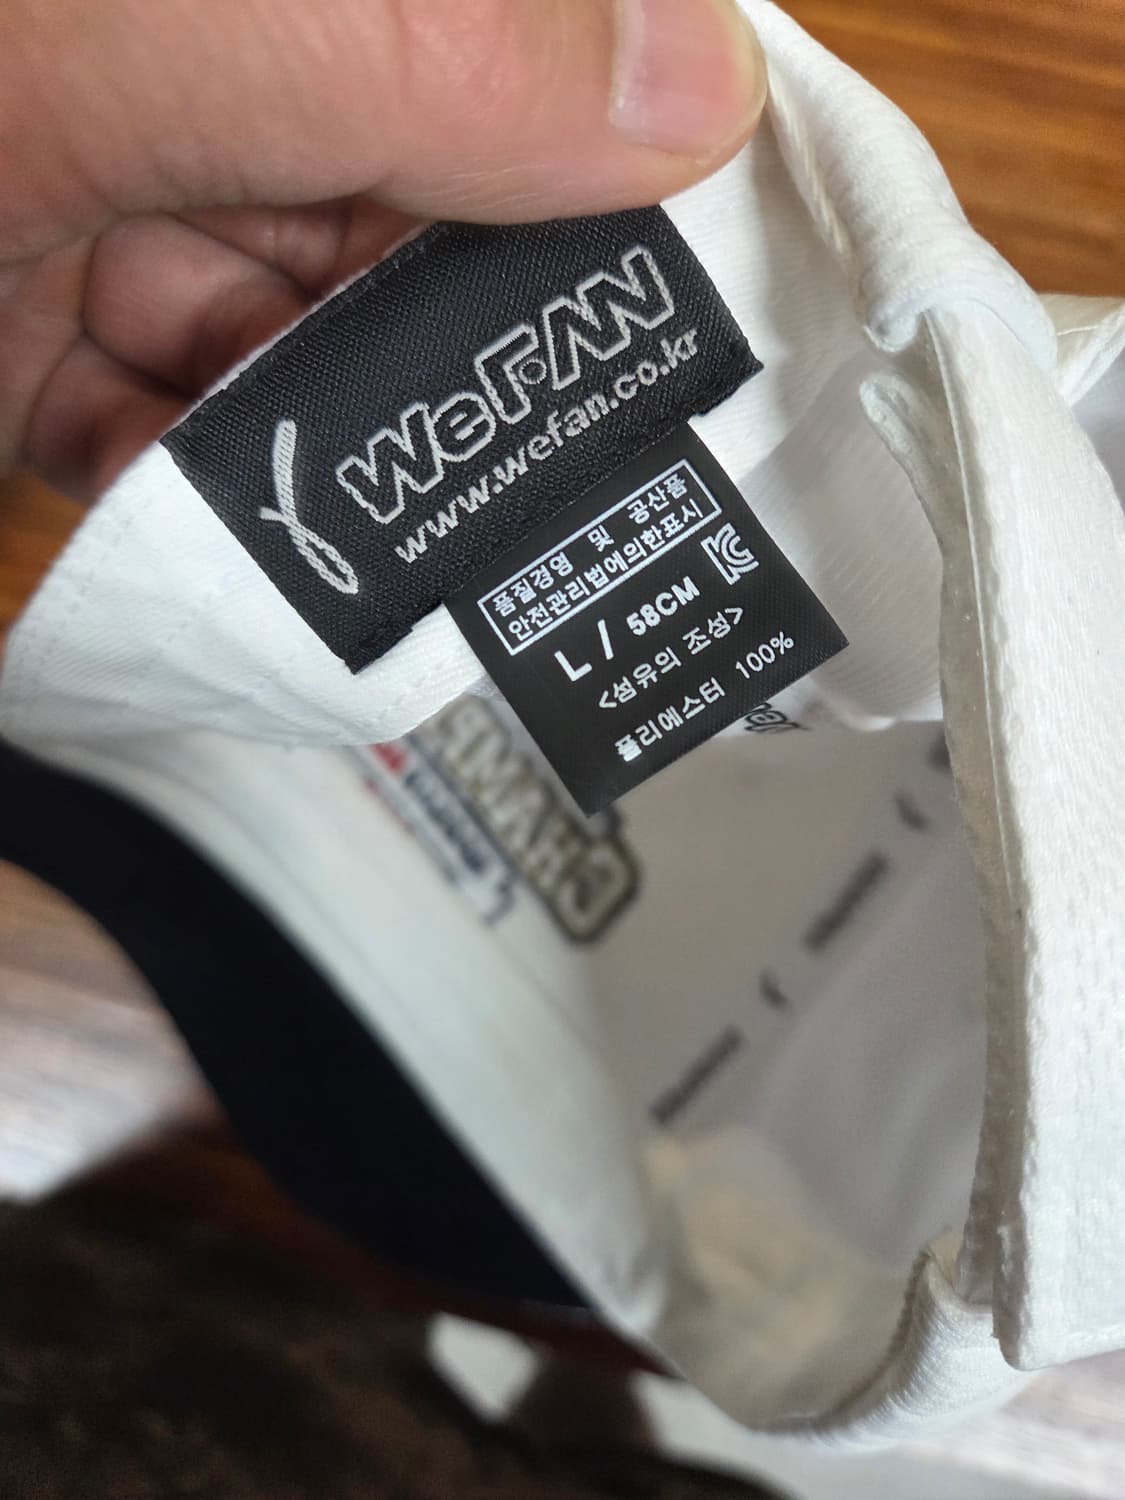 WeFAN
www.wefan.co.kr
품질경영 및 공산품
안전관리법에의한표시
L / 58CM
<섬유의 조성>
폴리에스터 100%
CHAMP